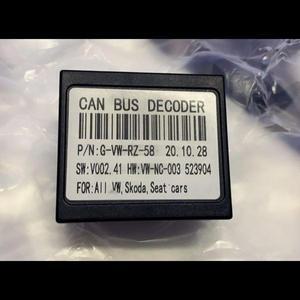 CAN BUS DECODER
P/N:G-VW-RZ-58 20.10.28
SW:V002.41 HW:VW-NC-003 523904
FOR:All VW,Skoda,Seat cars